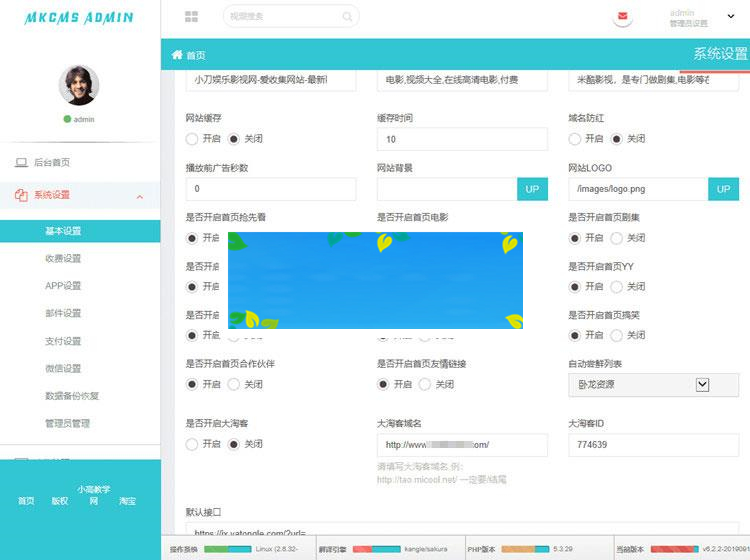 MKCMS ADMIN
视频搜索
admin
管理员设置
首页
系统设置
admin
后台首页
系统设置
基本设置
收费设置
APP设置
邮件设置
支付设置
微信设置
数据备份恢复
管理员管理
首页
版权
小高教学网
淘宝
小刀娱乐影视网-爱收集网站-最新
电影,视频大全,在线高清电影,付费
米酷影视，是专门做剧集,电影等在
网站缓存
缓存时间
域名防红
开启 关闭
10
开启 关闭
播放前广告秒数
网站背景
网站LOGO
0
UP
/images/logo.png
UP
是否开启首页抢先看
是否开启首页电影
是否开启首页剧集
开启
开启 关闭
是否开启
是否开启首页YY
开启
开启 关闭
是否开启
是否开启首页搞笑
开启
开启 关闭
是否开启首页合作伙伴
是否开启首页友情链接
自动尝鲜列表
开启 关闭
开启 关闭
卧龙资源
是否开启大淘客
大淘客域名
大淘客ID
开启 关闭
http://www om/
774639
请填写大淘客域名 例：
http://tao.micool.net/ 一定要/结尾
默认接口
https://jx.yatongle.com/?url=
操作系统
Linux (2.6.32-
解译引擎
kangle/sakura
PHP版本
5.3.29
当前版本
v6.2.2-2019091